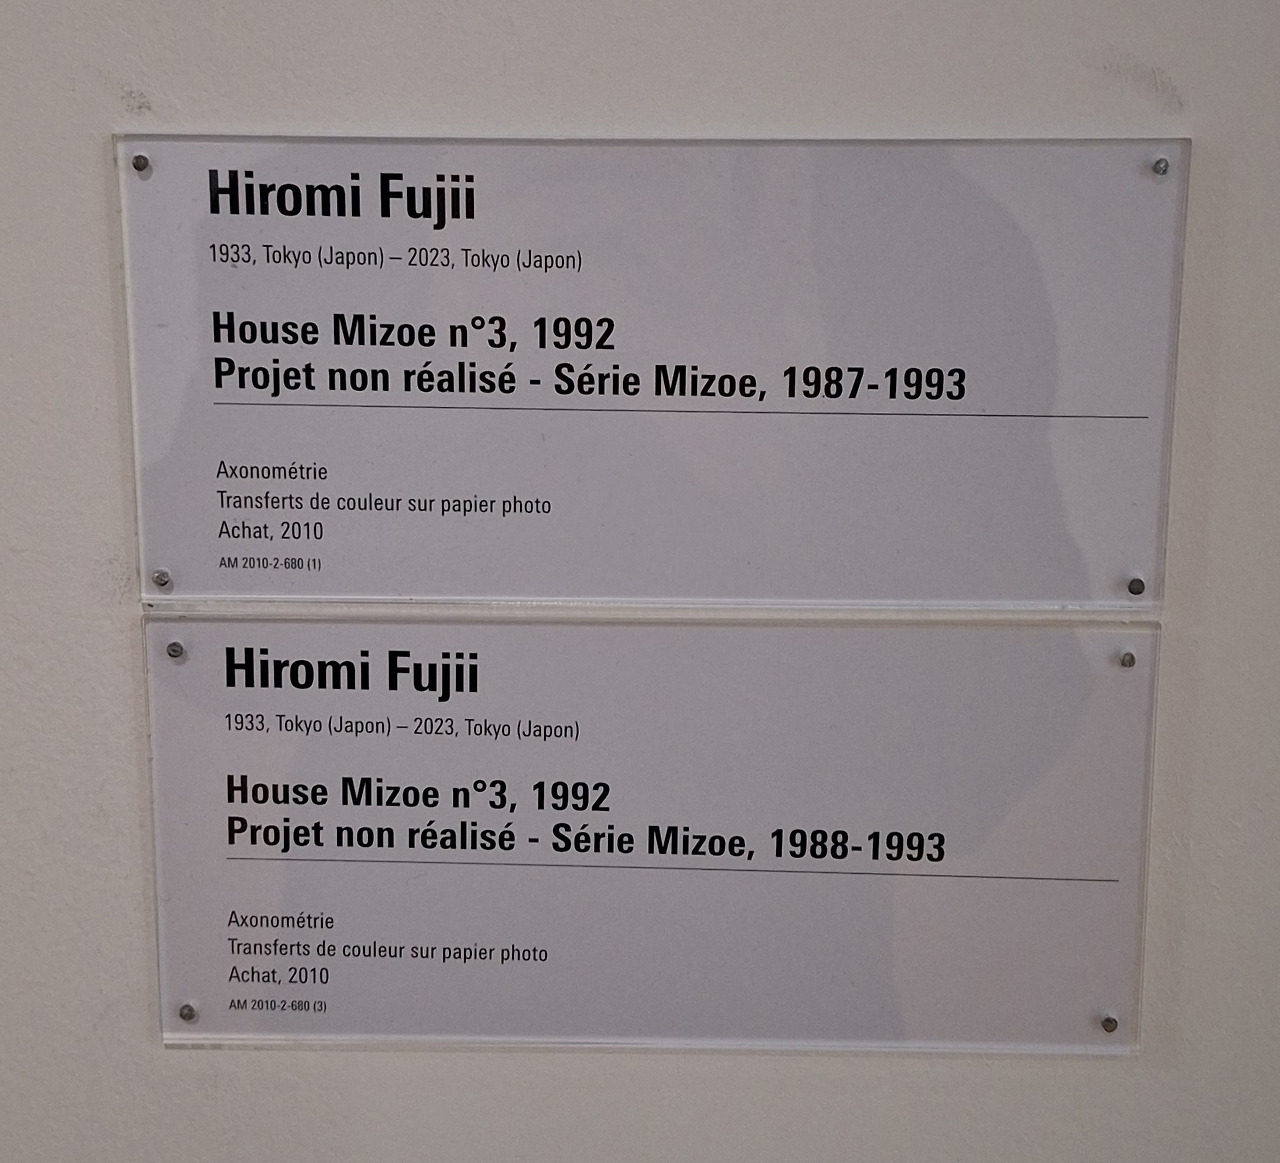 Hiromi Fujii
1933, Tokyo (Japon) – 2023, Tokyo (Japon)
House Mizoe n°3, 1992
Projet non réalisé - Série Mizoe, 1987-1993
Axonométrie
Transferts de couleur sur papier photo
Achat, 2010
AM 2010-2-680 (1)
Hiromi Fujii
1933, Tokyo (Japon) – 2023, Tokyo (Japon)
House Mizoe n°3, 1992
Projet non réalisé - Série Mizoe, 1988-1993
Axonométrie
Transferts de couleur sur papier photo
Achat, 2010
AM 2010-2-680 (3)